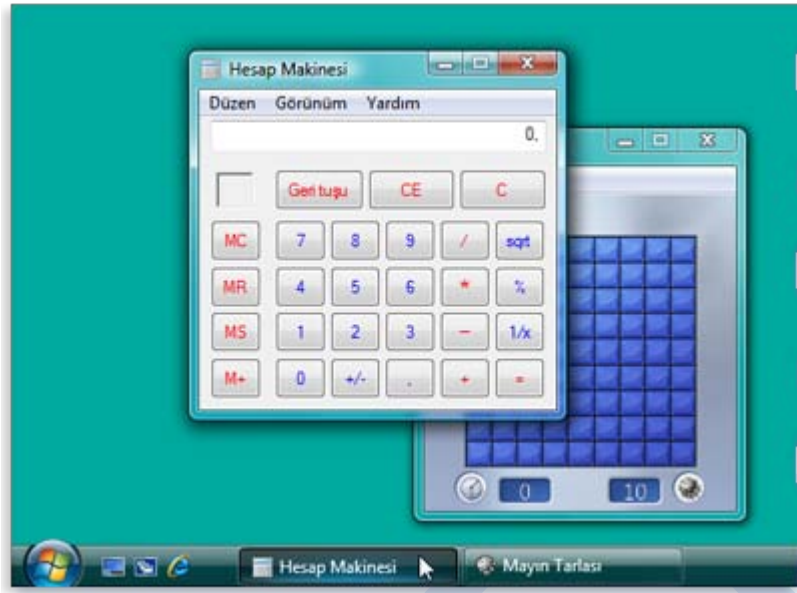 Hesap Makinesi
Düzen Görünüm Yardım
0,
Geri tuşu CE C
MC 7 8 9 / sqrt
MR 4 5 6 * %
MS 1 2 3 - 1/x
M+ 0 +/- . + =
0 10
Hesap Makinesi Mayın Tarlası